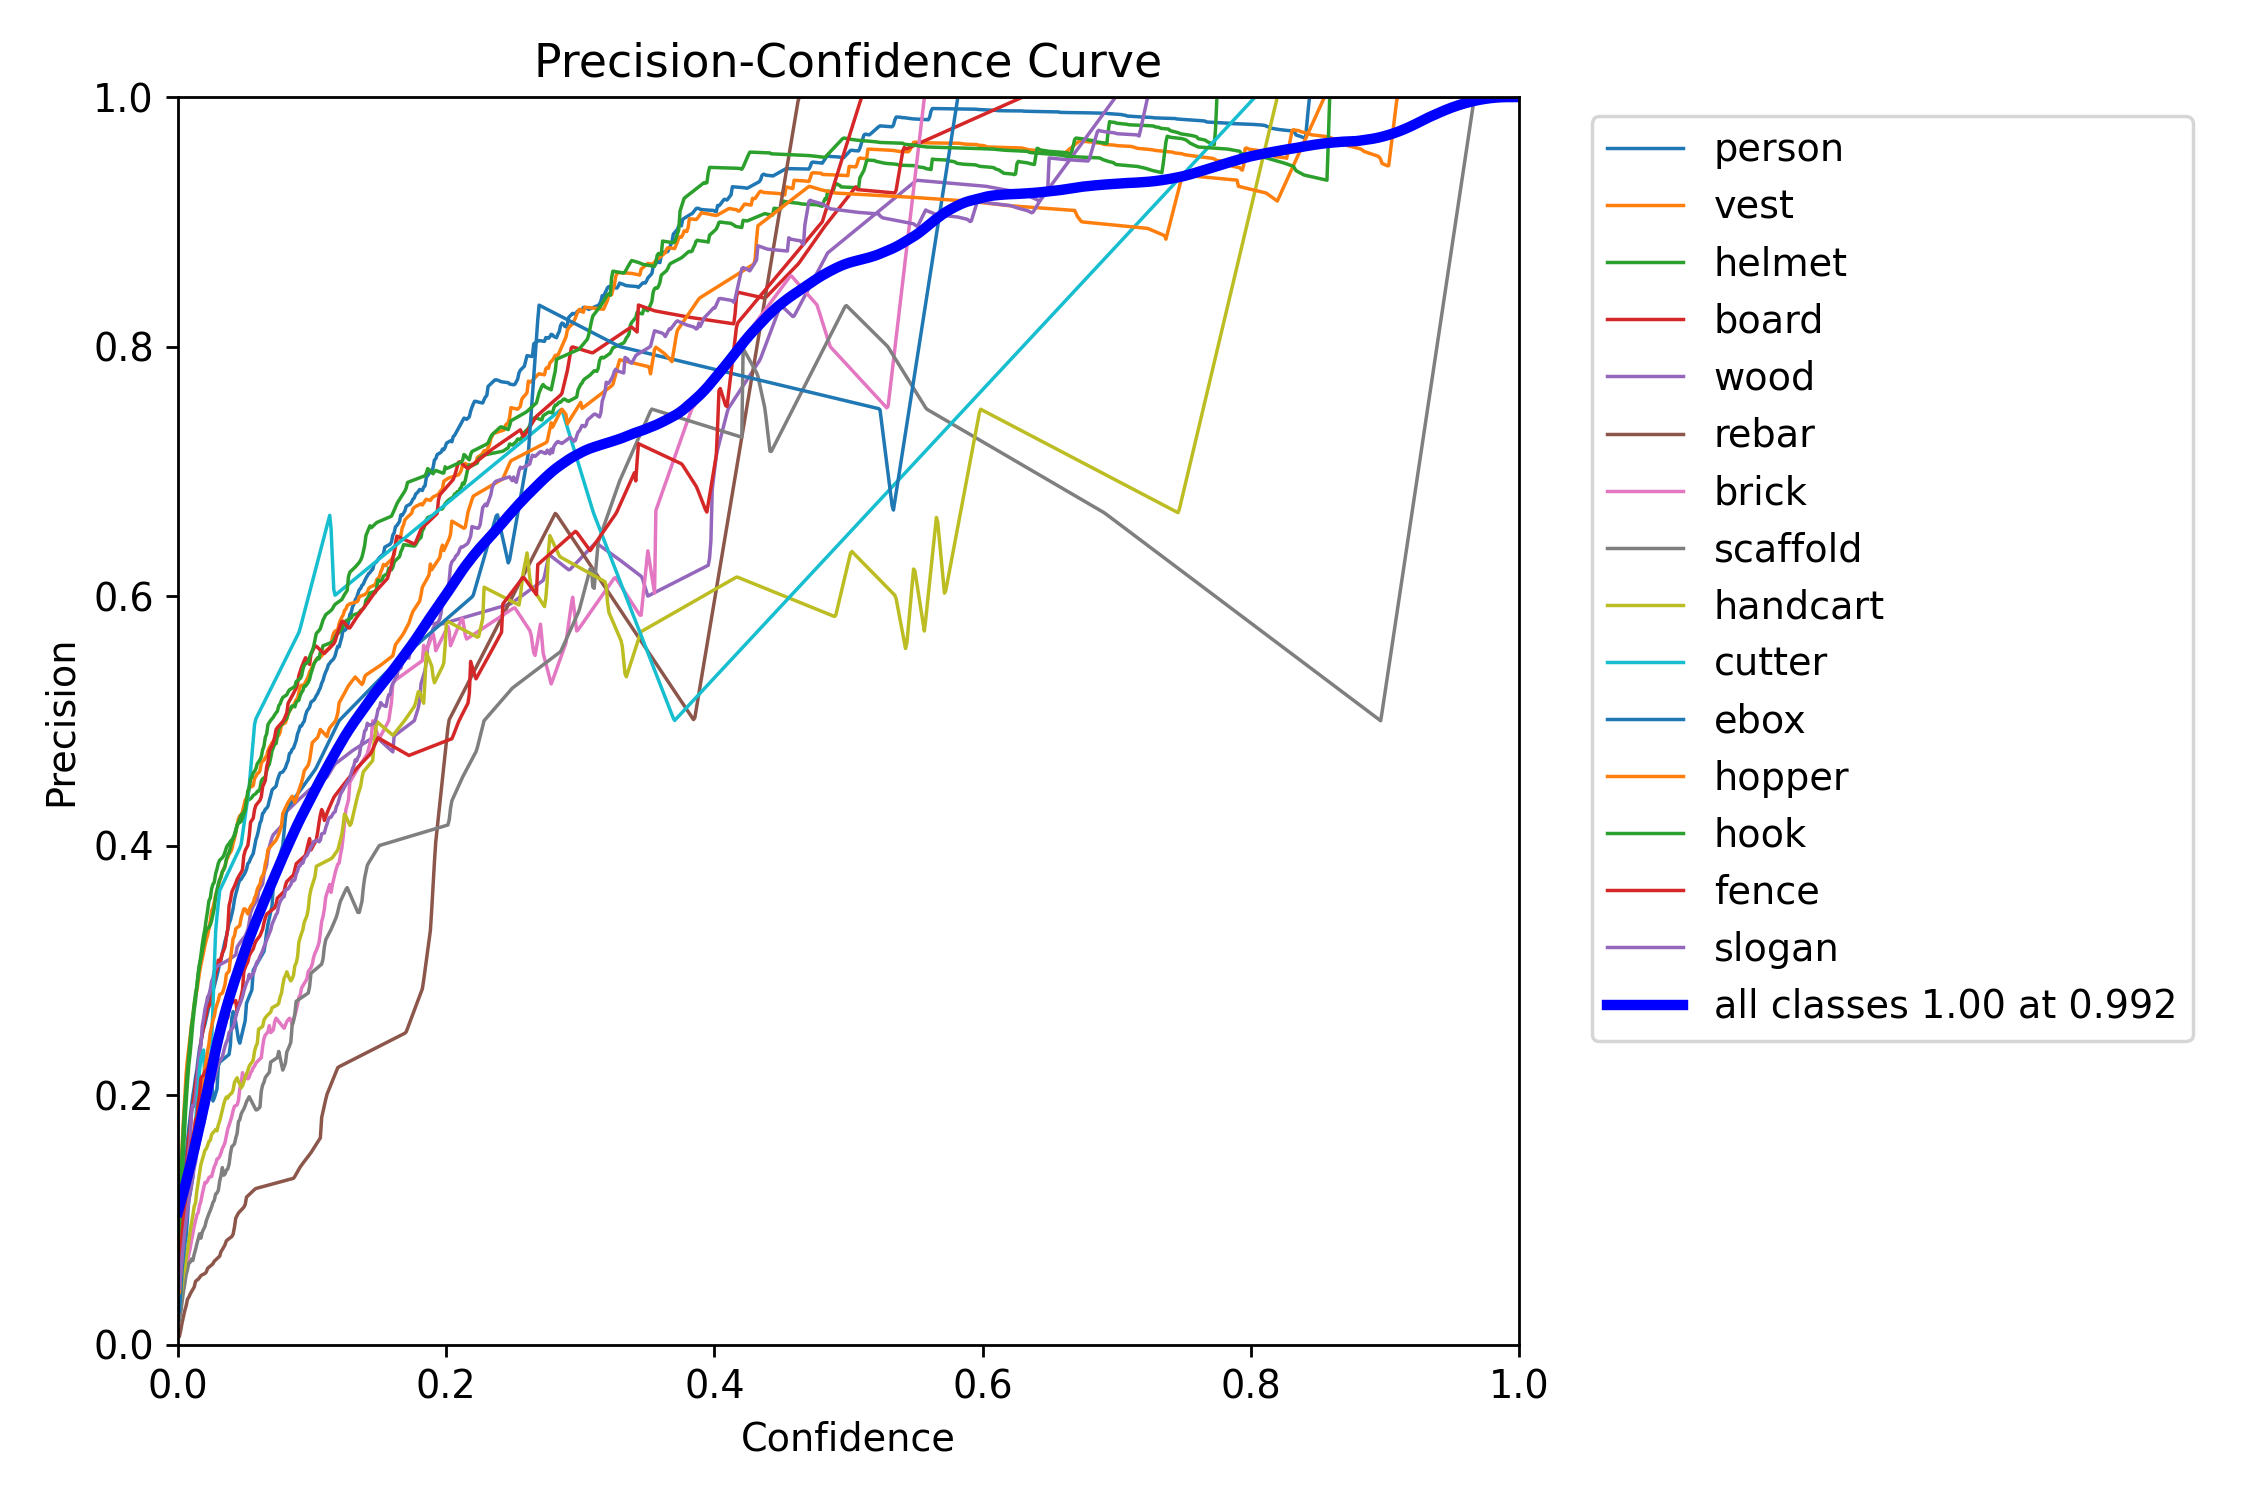 Precision-Confidence Curve
1.0
0.8
0.6
0.4
0.2
0.0
Precision
0.0 0.2 0.4 0.6 0.8 1.0
Confidence
person
vest
helmet
board
wood
rebar
brick
scaffold
handcart
cutter
ebox
hopper
hook
fence
slogan
all classes 1.00 at 0.992